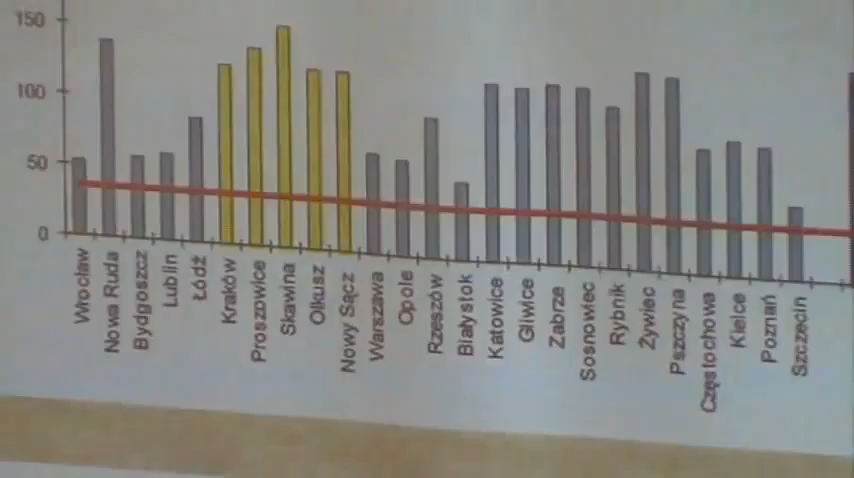 150
100
50
0
Wrocław
Nowa Ruda
Bydgoszcz
Lublin
Łódź
Kraków
Proszowice
Skawina
Olkusz
Nowy Sącz
Warszawa
Opole
Rzeszów
Białystok
Katowice
Gliwice
Zabrze
Sosnowiec
Rybnik
Żywiec
Pszczyna
Częstochowa
Kielce
Poznań
Szczecin